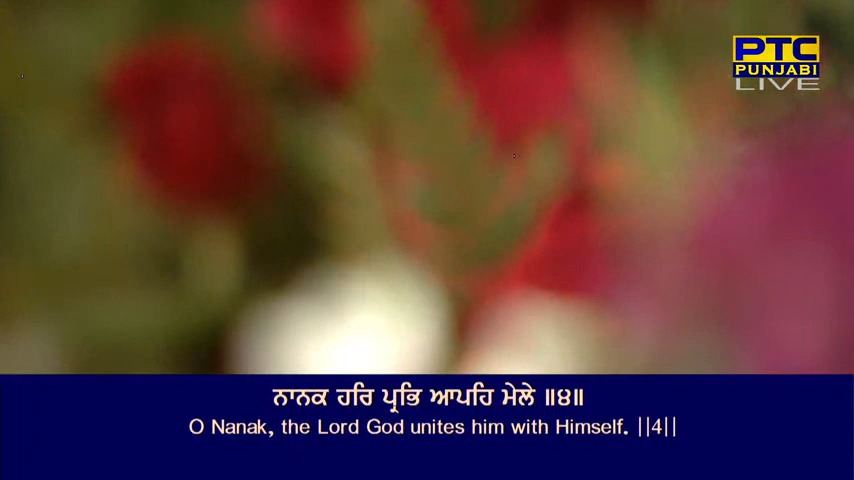 PTC
PUNJABI
LIVE
ਨਾਨਕ ਹਰਿ ਪ੍ਰਭਿ ਆਪਹਿ ਮੇਲੇ ॥੪॥
O Nanak, the Lord God unites him with Himself. ||4||